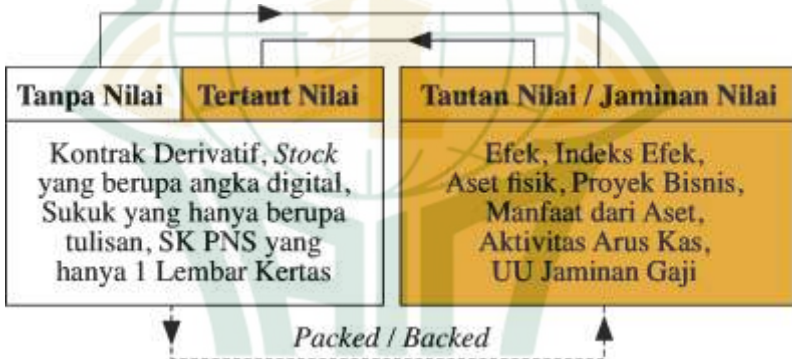 Tanpa Nilai
Tertaut Nilai
Kontrak Derivatif, Stock
yang berupa angka digital,
Sukuk yang hanya berupa
tulisan, SK PNS yang
hanya 1 Lembar Kertas
Tautan Nilai / Jaminan Nilai
Efek, Indeks Efek,
Aset fisik, Proyek Bisnis,
Manfaat dari Aset,
Aktivitas Arus Kas,
UU Jaminan Gaji
Packed / Backed